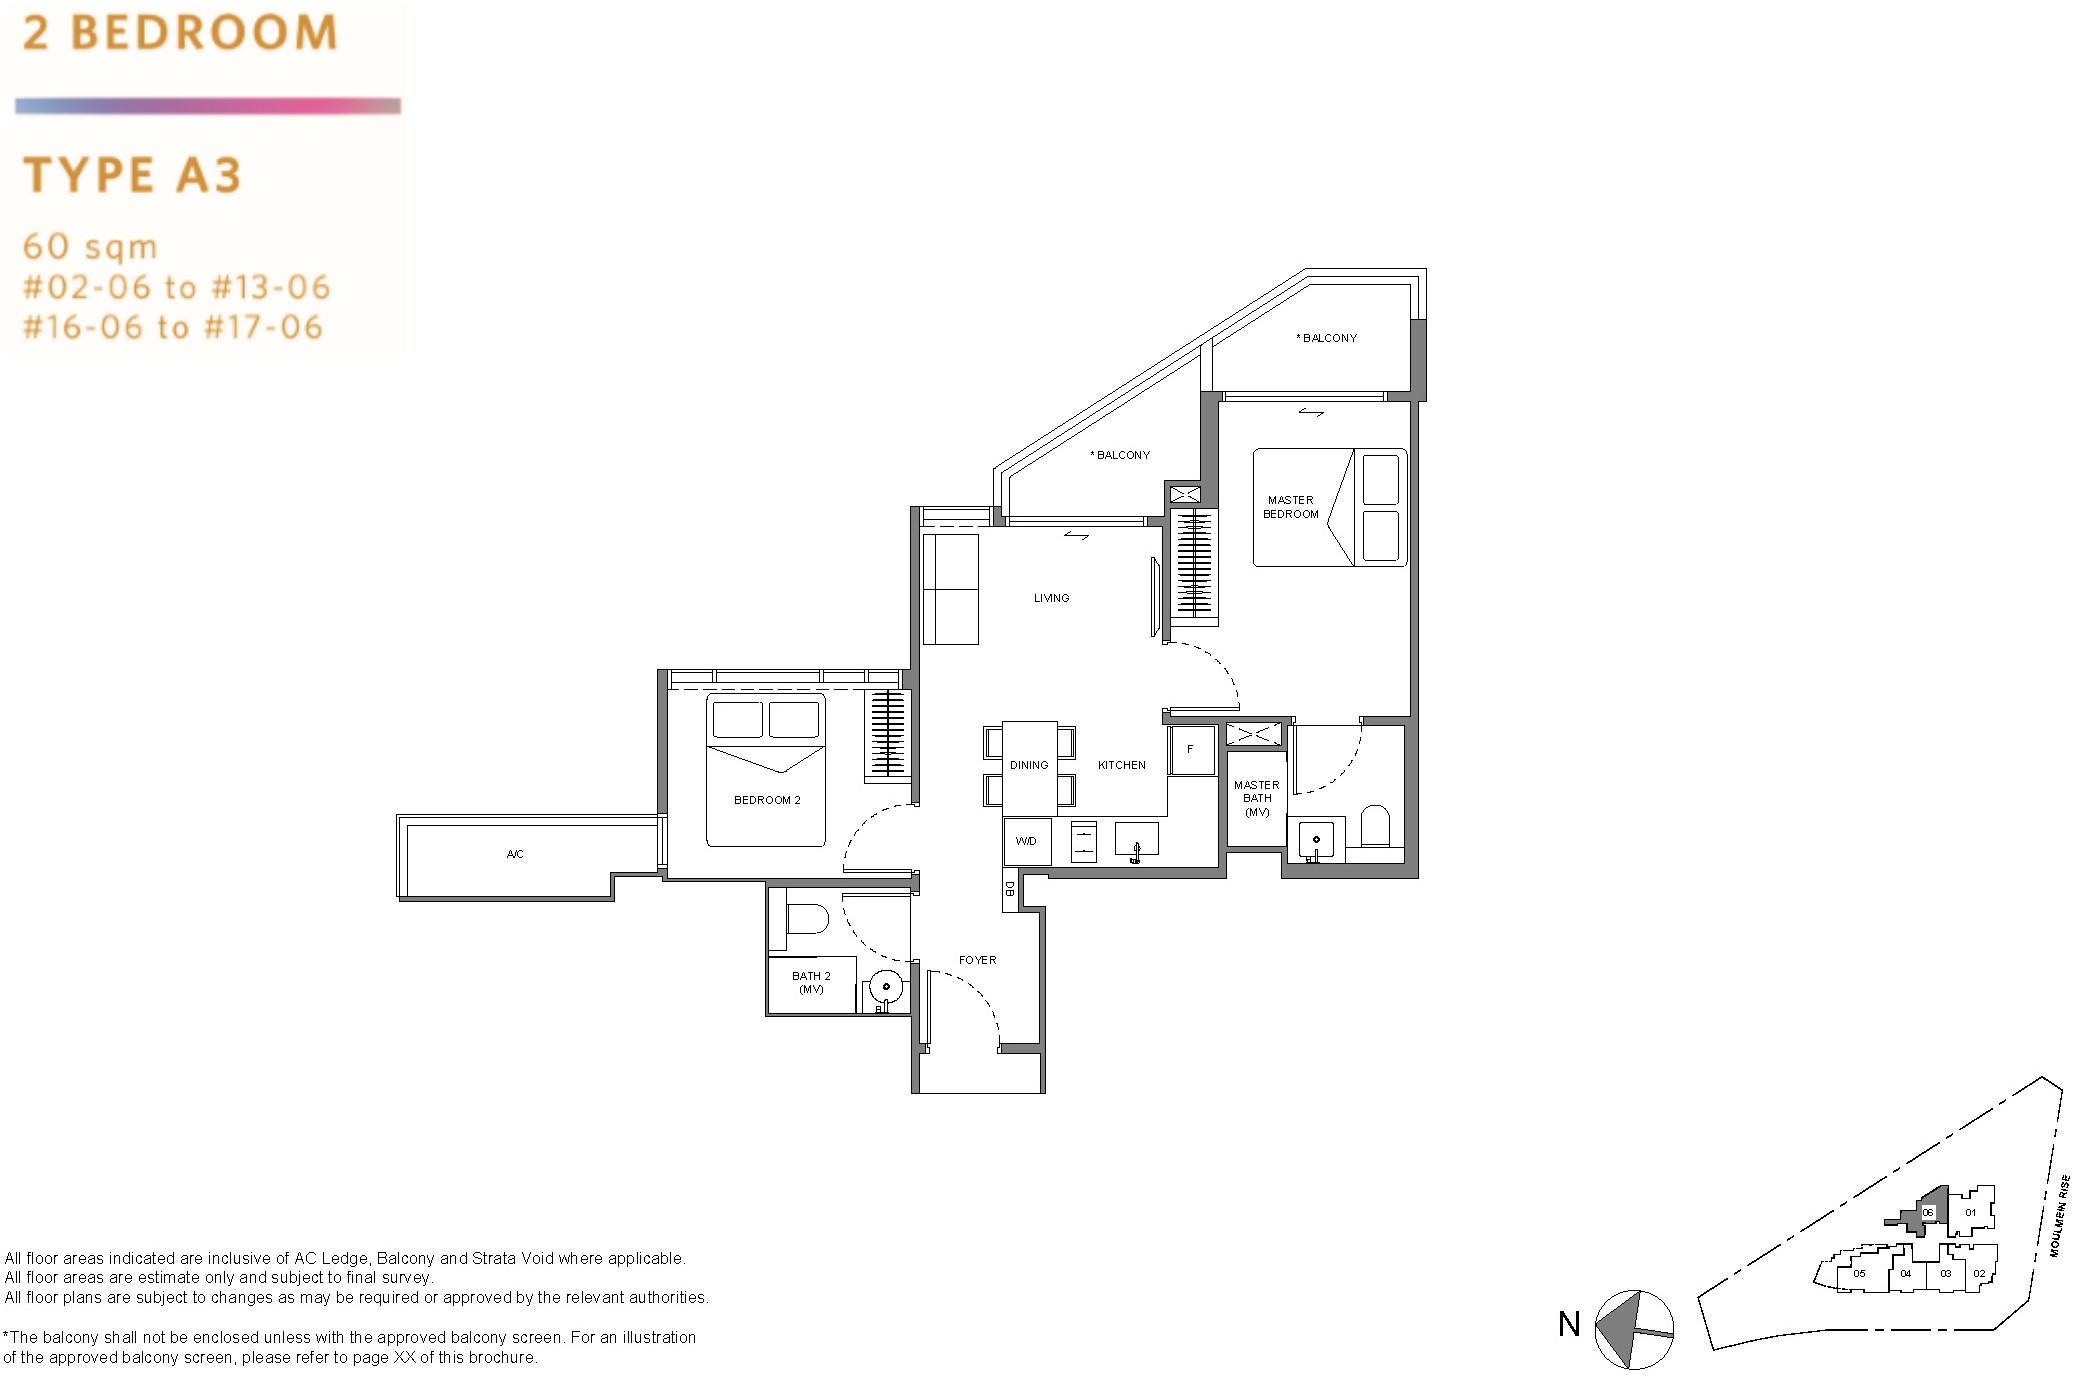 2 BEDROOM
TYPE A3
60 sqm
#02-06 to #13-06
#16-06 to #17-06
* BALCONY
* BALCONY
MASTER
BEDROOM
LIVING
F
DINING
KITCHEN
MASTER
BATH
(MV)
BEDROOM 2
W/D
A/C
DB
FOYER
BATH 2
(MV)
06
01
05
04
03
02
MOULMEIN RISE
N
All floor areas indicated are inclusive of AC Ledge, Balcony and Strata Void where applicable.
All floor areas are estimate only and subject to final survey.
All floor plans are subject to changes as may be required or approved by the relevant authorities.
*The balcony shall not be enclosed unless with the approved balcony screen. For an illustration
of the approved balcony screen, please refer to page XX of this brochure.